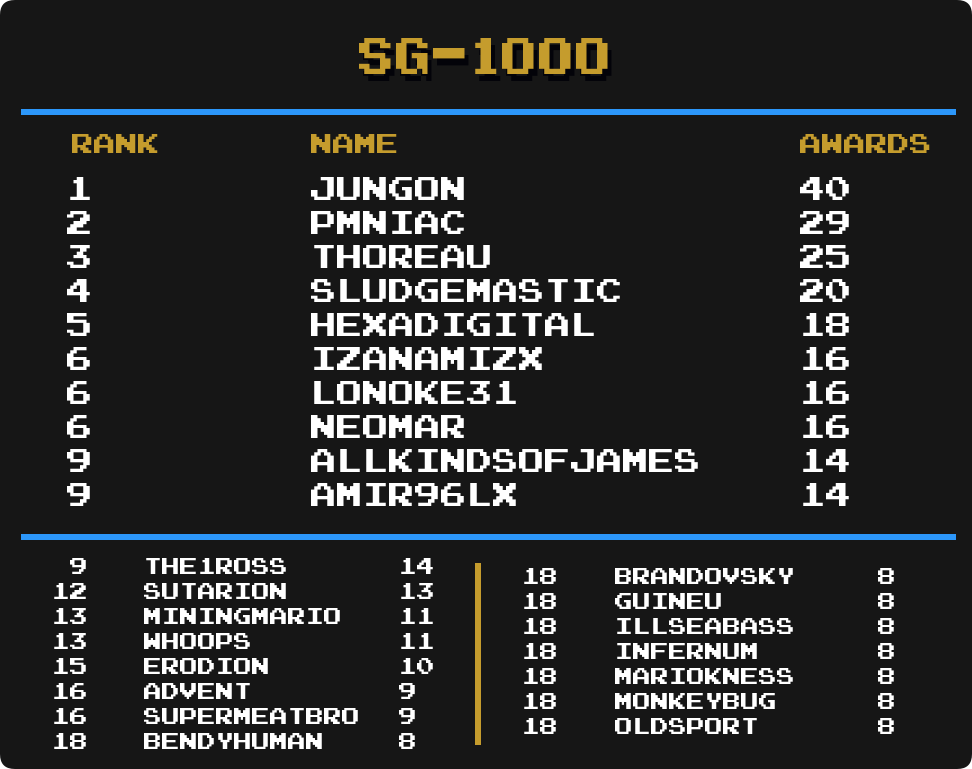 SG-1000
RANK NAME AWARDS
1 JUNGON 40
2 PMNIAC 29
3 THOREAU 25
4 SLUDGEMASTIC 20
5 HEXADIGITAL 18
6 IZANAMIZX 16
6 LONOKE31 16
6 NEOMAR 16
9 ALLKINDSOFJAMES 14
9 AMIR96LX 14
9 THE1ROSS 14
12 SUTARION 13
13 MININGMARIO 11
13 WHOOPS 11
15 ERODION 10
16 ADVENT 9
16 SUPERMEATBRO 9
18 BENDYHUMAN 8
18 BRANDOVSKY 8
18 GUINEU 8
18 ILLSEABASS 8
18 INFERNUM 8
18 MARIOKNESS 8
18 MONKEYBUG 8
18 OLDSPORT 8